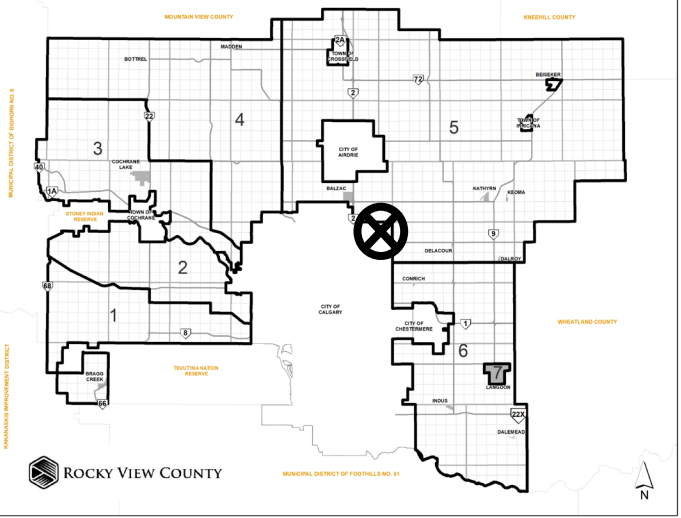 MOUNTAIN VIEW COUNTY
KNEEHILL COUNTY
MADDEN
2A
TOWN OF
CROSSFIELD
BOTTREL
72
BEISEKER
2
MUNICIPAL DISTRICT OF BIGHORN NO. 8
22
4
5
TOWN OF
IRRICANA
3
CITY OF
AIRDRIE
COCHRANE
LAKE
40
1A
BALZAC
KATHYRN
KEOMA
STONEY INDIAN
RESERVE
TOWN OF
COCHRANE
2
9
DELACOUR
DALROY
2
CONRICH
68
1
CITY OF
CALGARY
CITY OF
CHESTERMERE
1
WHEATLAND COUNTY
8
6
KANANASKIS IMPROVEMENT DISTRICT
BRAGG
CREEK
TSUUTINA NATION
RESERVE
7
LANGDON
66
INDUS
22X
DALEMEAD
ROCKY VIEW COUNTY
MUNICIPAL DISTRICT OF FOOTHILLS NO. 31
N